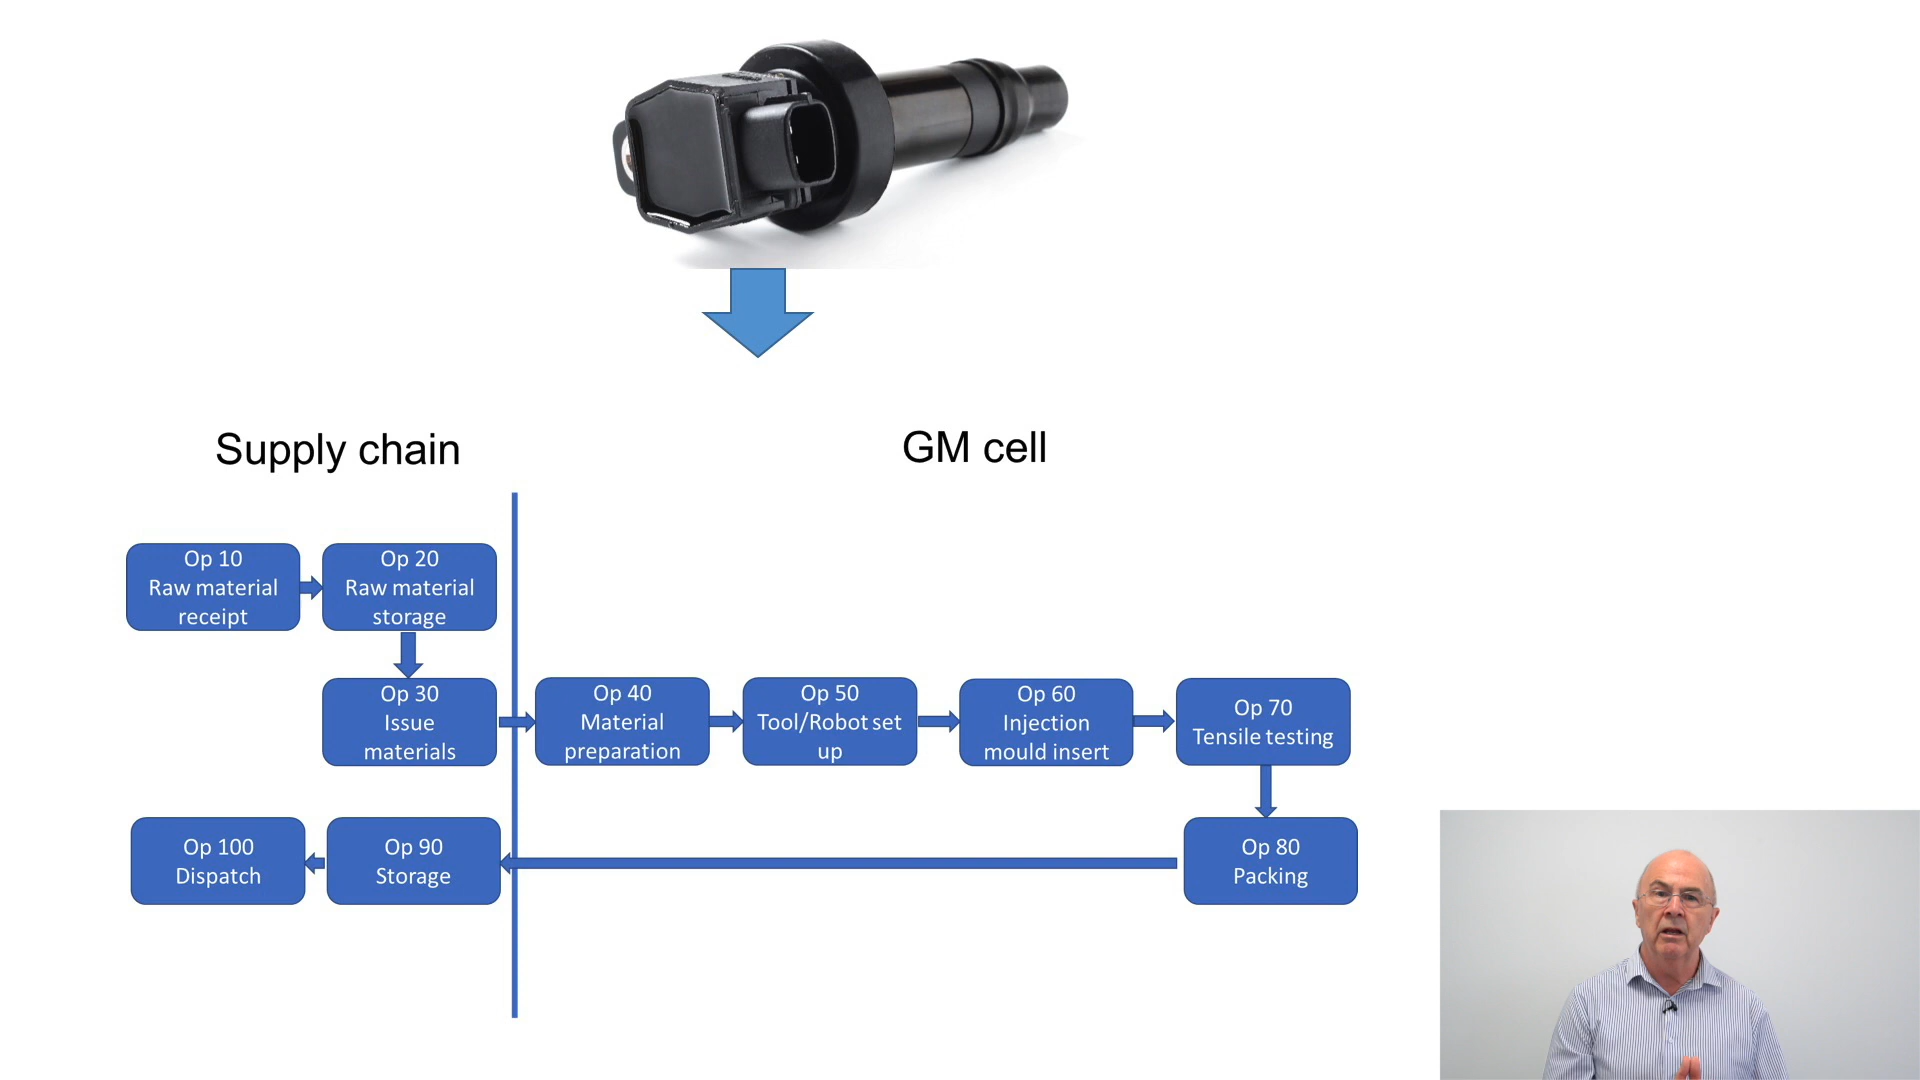 Supply chain
GM cell
Op 10
Raw material
receipt
Op 20
Raw material
storage
Op 30
Issue
materials
Op 40
Material
preparation
Op 50
Tool/Robot set
up
Op 60
Injection
mould insert
Op 70
Tensile testing
Op 80
Packing
Op 90
Storage
Op 100
Dispatch